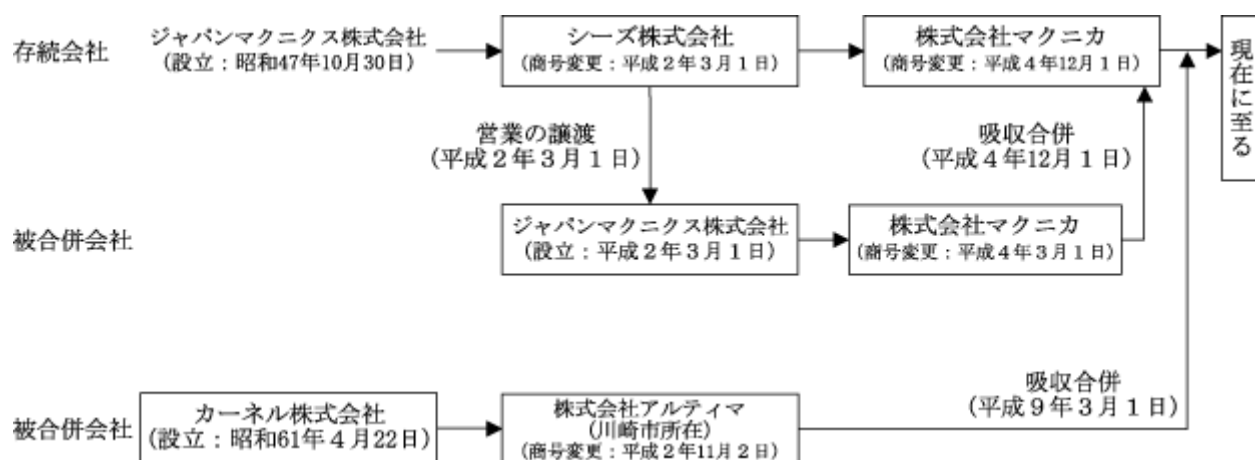 存続会社
ジャパンマクニクス株式会社
(設立:昭和47年10月30日)
シーズ株式会社
(商号変更:平成2年3月1日)
株式会社マクニカ
(商号変更:平成4年12月1日)
現在に至る
営業の譲渡
(平成2年3月1日)
吸収合併
(平成4年12月1日)
被合併会社
ジャパンマクニクス株式会社
(設立:平成2年3月1日)
株式会社マクニカ
(商号変更:平成4年3月1日)
吸収合併
(平成9年3月1日)
被合併会社
カーネル株式会社
(設立:昭和61年4月22日)
株式会社アルティマ
(川崎市所在)
(商号変更:平成2年11月2日)